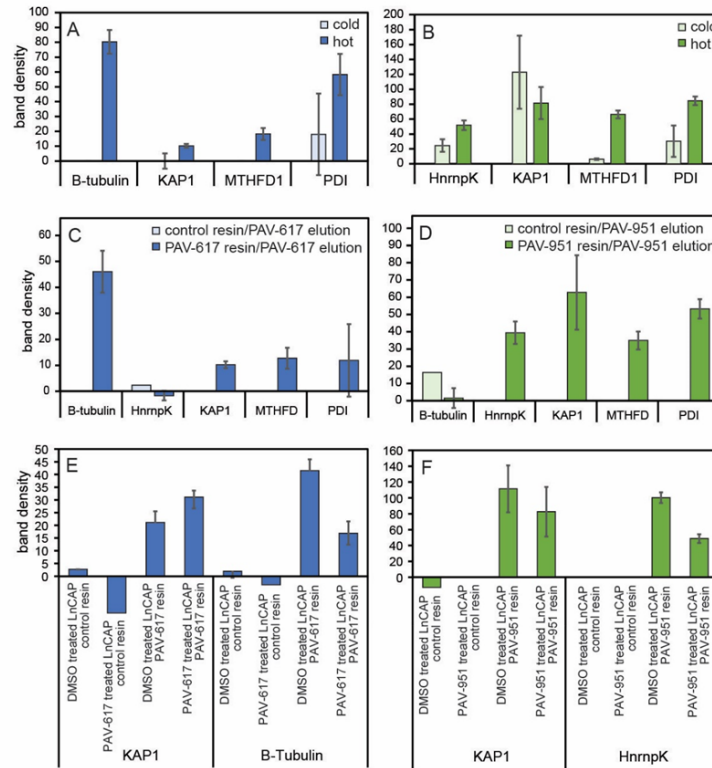 A
cold
hot
band density
100
90
80
70
60
50
40
30
20
10
0
B-tubulin
KAP1
MTHFD1
PDI
B
cold
hot
200
180
160
140
120
100
80
60
40
20
0
HnrnpK
KAP1
MTHFD1
PDI
C
control resin/PAV-617 elution
PAV-617 resin/PAV-617 elution
band density
60
50
40
30
20
10
0
B-tubulin
HnrnpK
KAP1
MTHFD
PDI
D
control resin/PAV-951 elution
PAV-951 resin/PAV-951 elution
100
90
80
70
60
50
40
30
20
10
0
B-tubulin
HnrnpK
KAP1
MTHFD
PDI
E
band density
50
45
40
35
30
25
20
15
10
5
0
DMSO treated LnCAP
control resin
PAV-617 treated LnCAP
control resin
DMSO treated LnCAP
PAV-617 resin
PAV-617 treated LnCAP
PAV-617 resin
DMSO treated LnCAP
control resin
PAV-617 treated LnCAP
control resin
DMSO treated LnCAP
PAV-617 resin
PAV-617 treated LnCAP
PAV-617 resin
KAP1
B-Tubulin
F
160
140
120
100
80
60
40
20
0
DMSO treated LnCAP
control resin
PAV-951 treated LnCAP
control resin
DMSO treated LnCAP
PAV-951 resin
PAV-951 treated LnCAP
PAV-951 resin
DMSO treated LnCAP
control resin
PAV-951 treated LnCAP
control resin
DMSO treated LnCAP
PAV-951 resin
PAV-951 treated LnCAP
PAV-951 resin
KAP1
HnrnpK